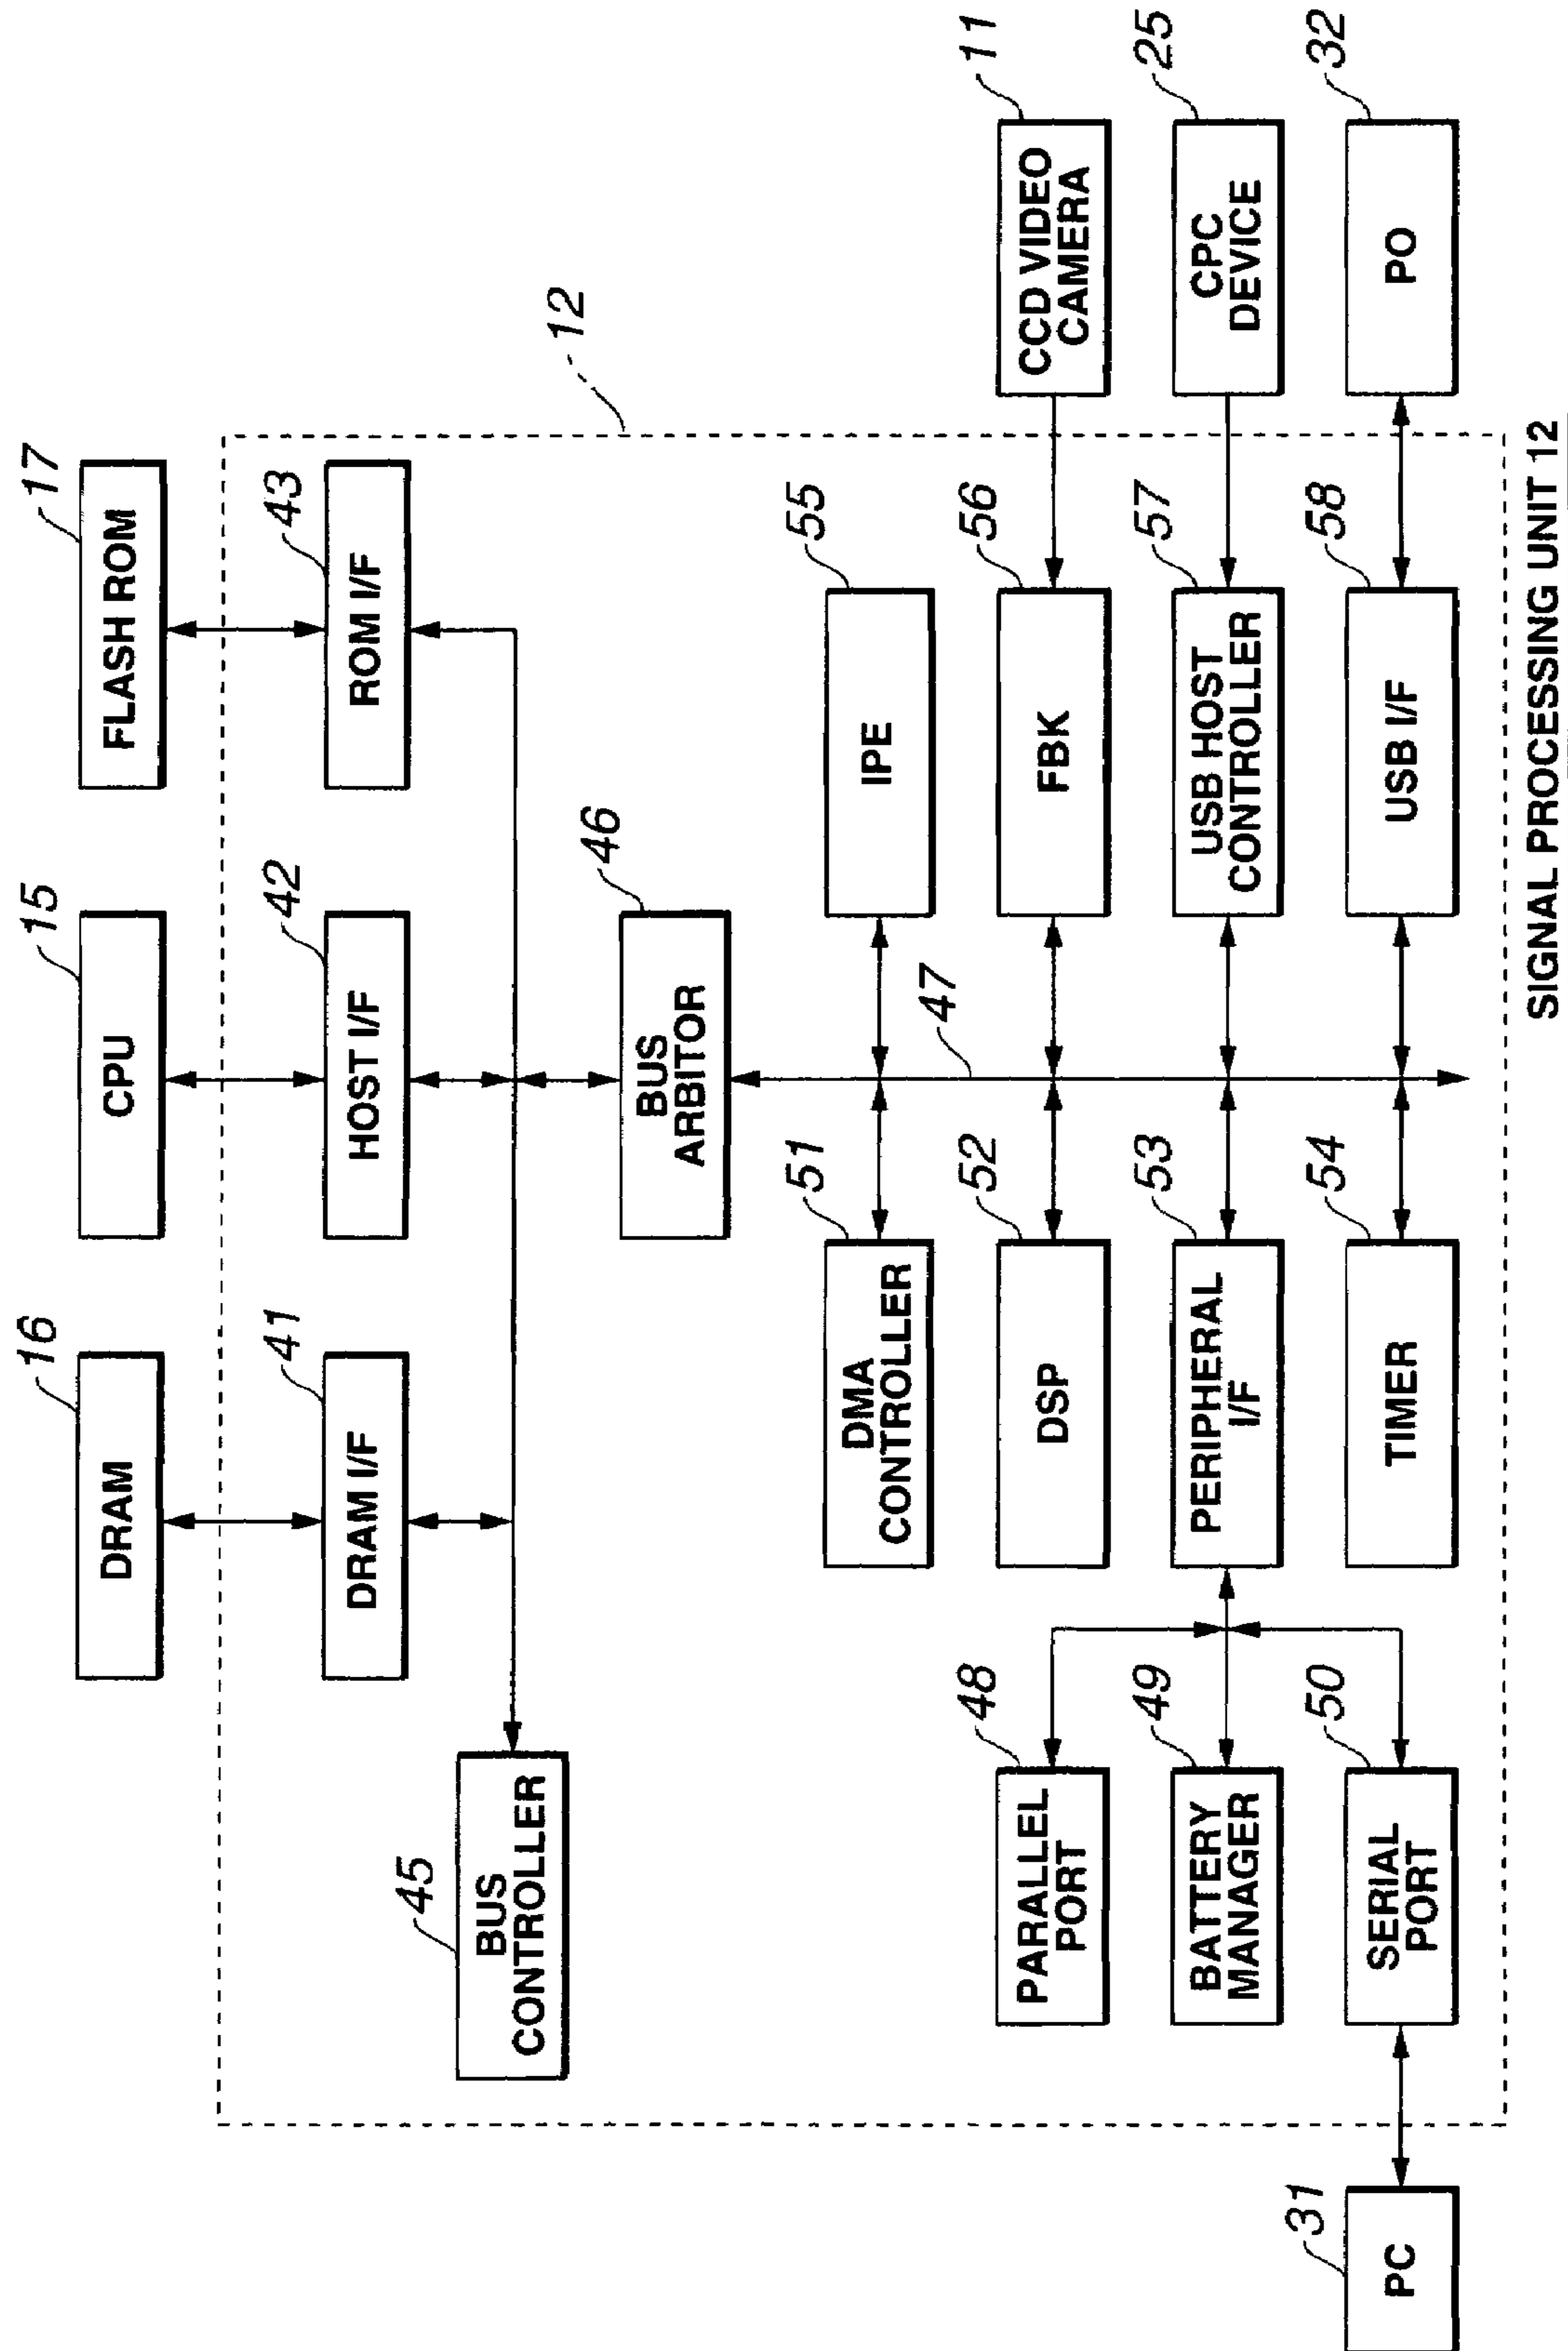 16
DRAM
15
CPU
17
FLASH ROM
12
41
DRAM I/F
42
HOST I/F
43
ROM I/F
45
BUS
CONTROLLER
46
BUS
ARBITOR
47
51
DMA
CONTROLLER
55
IPE
48
PARALLEL
PORT
52
DSP
56
FBK
11
CCD VIDEO
CAMERA
49
BATTERY
MANAGER
53
PERIPHERAL
I/F
57
USB HOST
CONTROLLER
25
CPC
DEVICE
31
PC
50
SERIAL
PORT
54
TIMER
58
USB I/F
32
PO
SIGNAL PROCESSING UNIT 12